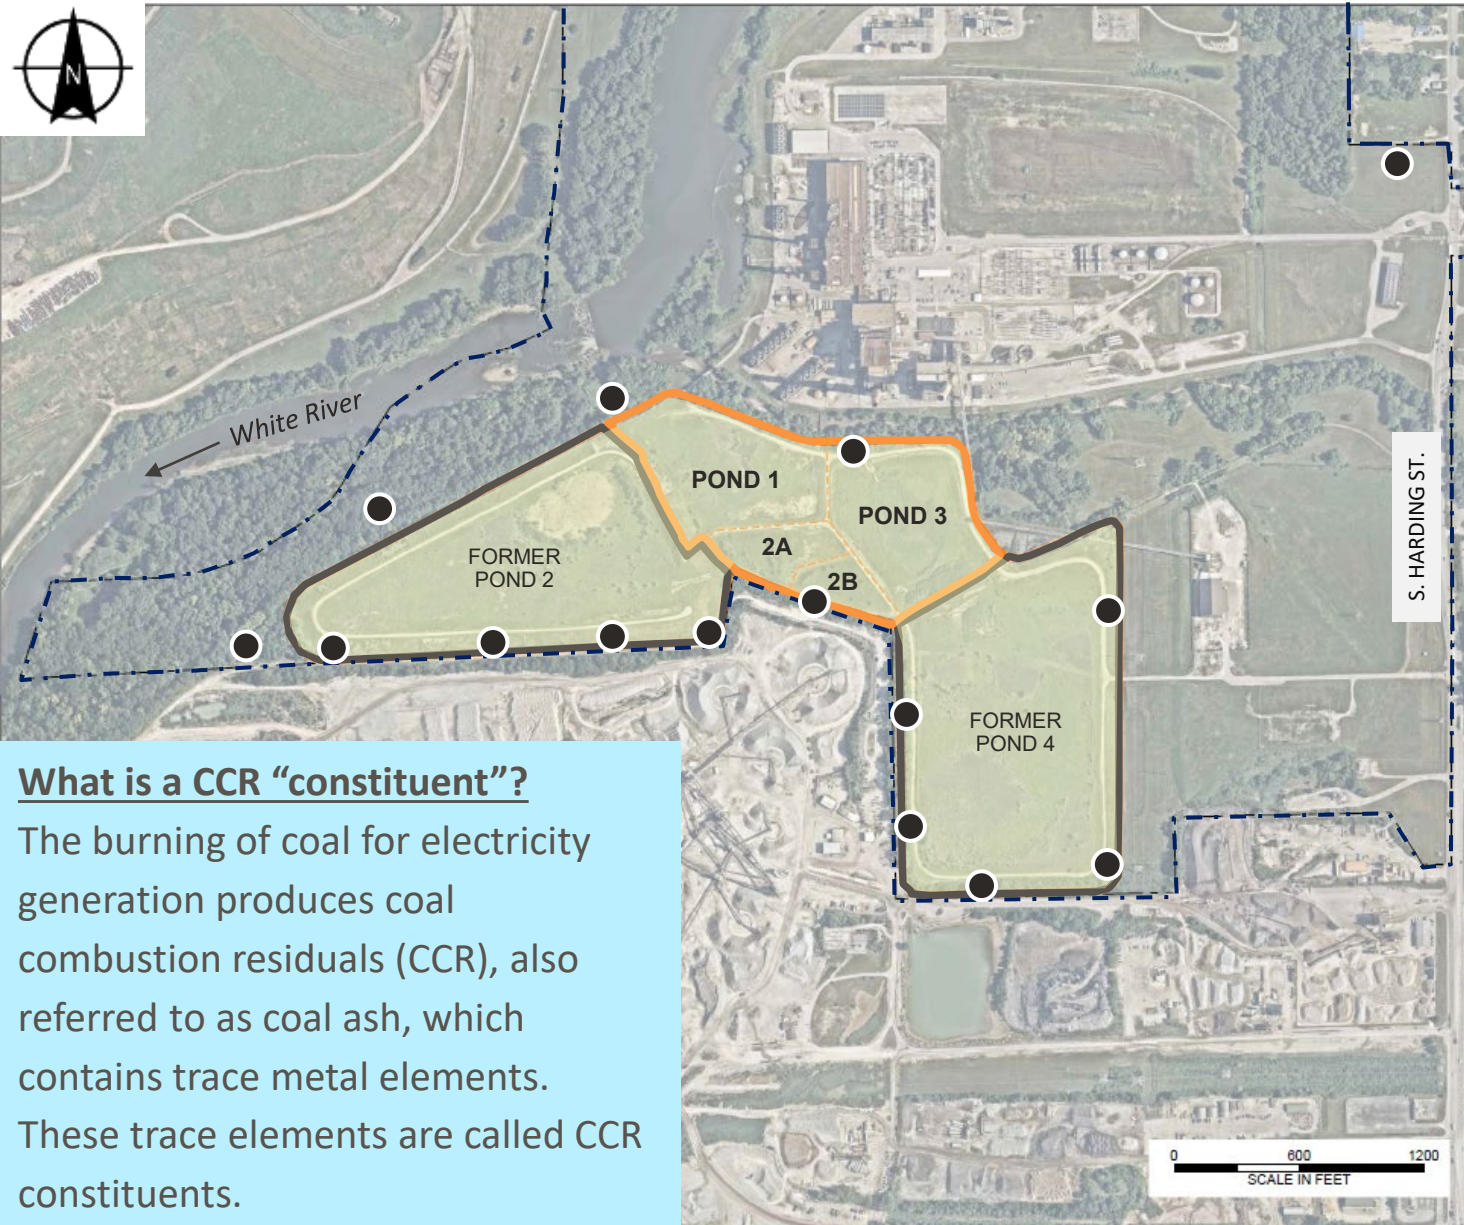 N
White River
POND 1
POND 3
2A
2B
FORMER
POND 2
FORMER
POND 4
S. HARDING ST.
What is a CCR “constituent”?
The burning of coal for electricity
generation produces coal
combustion residuals (CCR), also
referred to as coal ash, which
contains trace metal elements.
These trace elements are called CCR
constituents.
0 600 1200
SCALE IN FEET